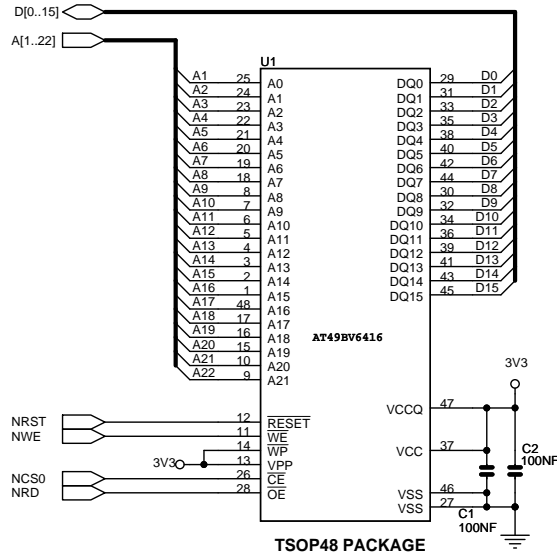 D[0..15]
A[1..22]
U1
A1 25 A0 DQ0 29 D0
A2 24 A1 DQ1 31 D1
A3 23 A2 DQ2 33 D2
A4 22 A3 DQ3 35 D3
A5 21 A4 DQ4 38 D4
A6 20 A5 DQ5 40 D5
A7 19 A6 DQ6 42 D6
A8 18 A7 DQ7 44 D7
A9 8 A8 DQ8 30 D8
A10 7 A9 DQ9 32 D9
A11 6 A10 DQ10 34 D10
A12 5 A11 DQ11 36 D11
A13 4 A12 DQ12 39 D12
A14 3 A13 DQ13 41 D13
A15 2 A14 DQ14 43 D14
A16 1 A15 DQ15 45 D15
A17 48 A16
A18 17 A17
A19 16 A18 AT49BV6416
A20 15 A19
A21 10 A20
A22 9 A21
3V3
VCCQ 47
NRST 12 RESET
NWE 11 WE
14 WP VCC 37 C2
3V3 13 VPP 100NF
NCS0 26 CE
NRD 28 OE VSS 46
VSS 27 C1
100NF
TSOP48 PACKAGE